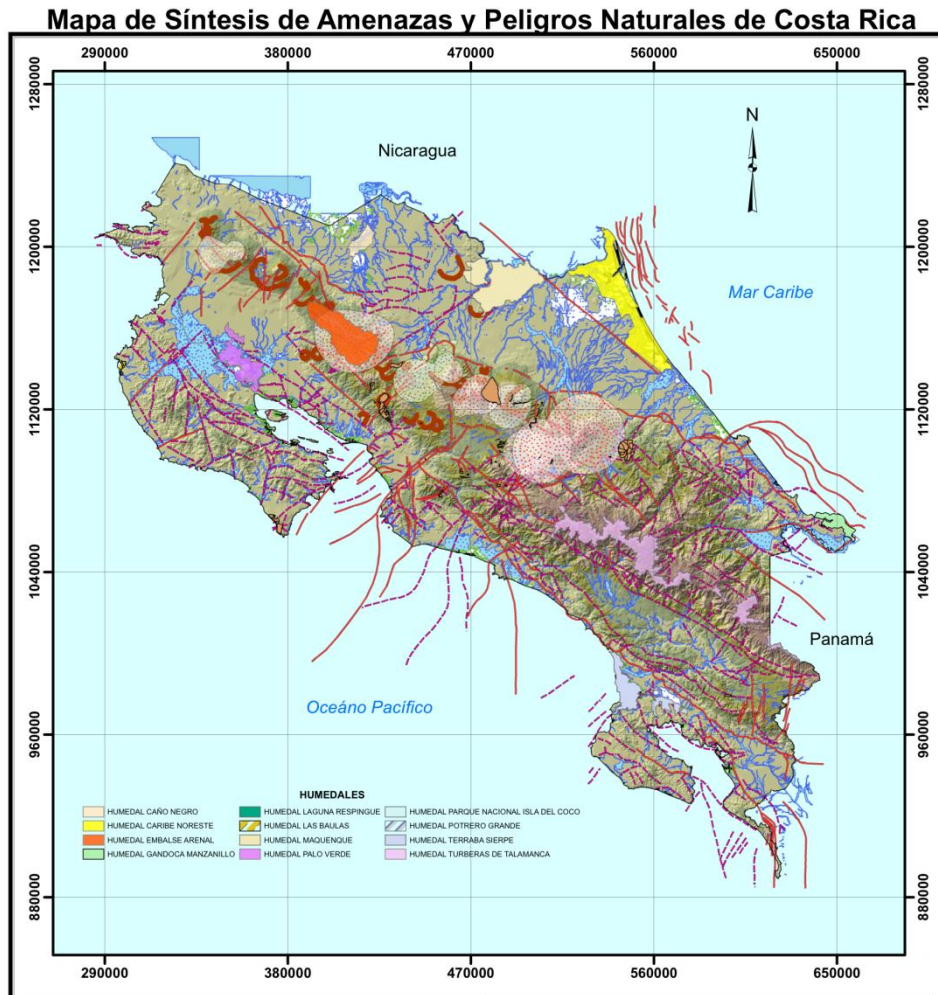 Mapa de Síntesis de Amenazas y Peligros Naturales de Costa Rica
290000 380000 470000 560000 650000
1280000 1280000
N
Nicaragua
1200000 1200000
Mar Caribe
1120000 1120000
1040000 1040000
Panamá
Oceáno Pacífico
960000 960000
HUMEDALES
HUMEDAL CAÑO NEGRO HUMEDAL LAGUNA RESPINGUE HUMEDAL PARQUE NACIONAL ISLA DEL COCO
HUMEDAL CARIBE NORESTE HUMEDAL LAS BAULAS HUMEDAL POTRERO GRANDE
HUMEDAL EMBALSE ARENAL HUMEDAL MAQUENQUE HUMEDAL TERRABA SIERPE
HUMEDAL GANDOCA MANZANILLO HUMEDAL PALO VERDE HUMEDAL TURBERAS DE TALAMANCA
880000 880000
290000 380000 470000 560000 650000